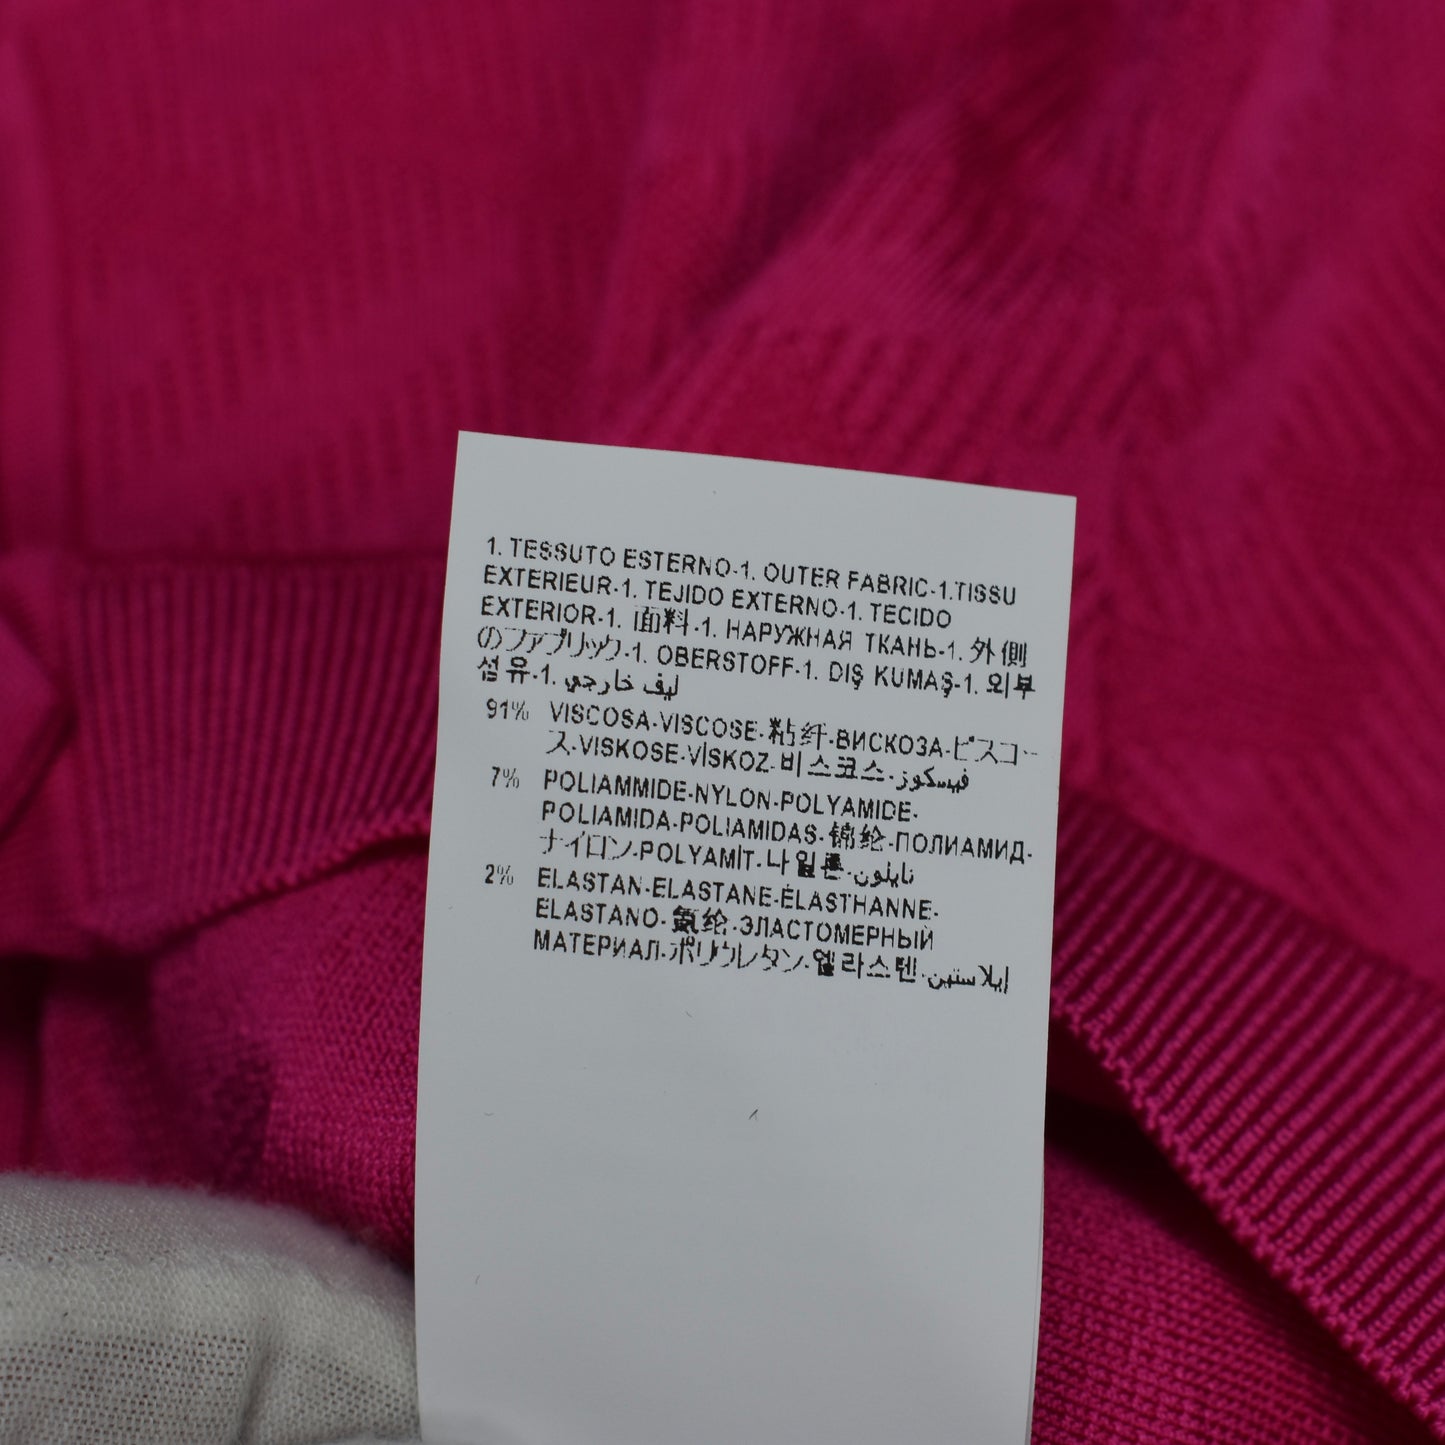 1. TESSUTO ESTERNO-1. OUTER FABRIC-1.TISSU
EXTERIEUR-1. TEJIDO EXTERNO-1. TECIDO
EXTERIOR-1. 面料-1. НАРУЖНАЯ ТКАНЬ-1. 外側
のファブリック-1. OBERSTOFF-1. DIŞ KUMAŞ-1. 외부
섬유-1. ليف خارجي
91% VISCOSA-VISCOSE-粘纤-ВИСКОЗА-ビスコー
ス-VISKOSE-VİSKOZ-비스코스-فيسكوز
7% POLIAMMIDE-NYLON-POLYAMIDE-
POLIAMIDA-POLIAMIDAS-锦纶-ПОЛИАМИД-
ナイロン-POLYAMİT-나일론-نايلون
2% ELASTAN-ELASTANE-ÉLASTHANNE-
ELASTANO-氨纶-ЭЛАСТОМЕРНЫЙ
МАТЕРИАЛ-ポリウレタン-엘라스텐-إيلاستين